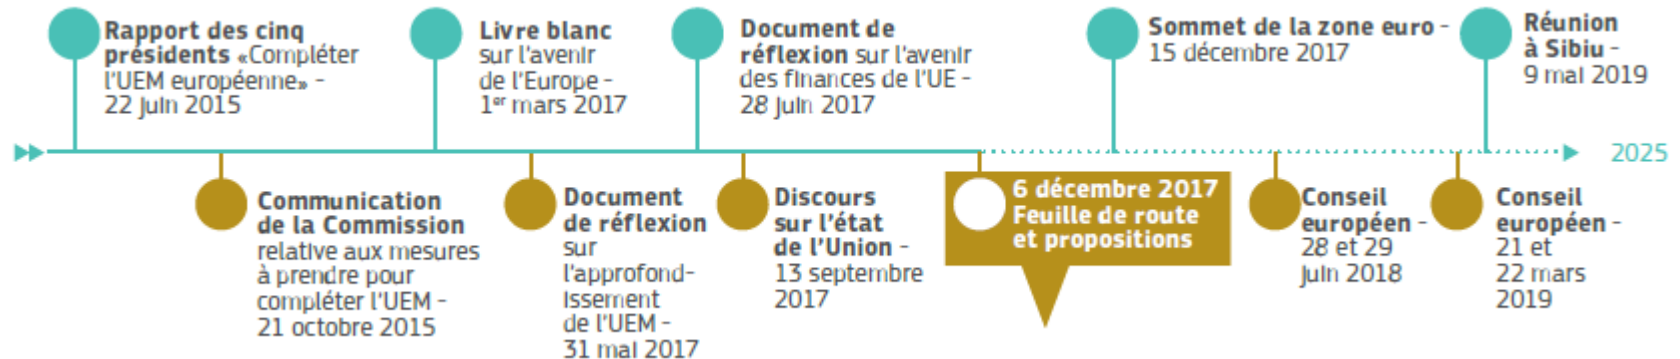 Rapport des cinq
présidents «Compléter
l'UEM européenne» -
22 juin 2015
Communication
de la Commission
relative aux mesures
à prendre pour
compléter l'UEM -
21 octobre 2015
Livre blanc
sur l'avenir
de l'Europe -
1er mars 2017
Document
de réflexion
sur
l'approfond-
issement
de l'UEM -
31 mai 2017
Document de
réflexion sur l'avenir
des finances de l'UE -
28 juin 2017
Discours
sur l'état
de l'Union -
13 septembre
2017
6 décembre 2017
Feuille de route
et propositions
Sommet de la zone euro -
15 décembre 2017
Conseil
européen -
28 et 29
juin 2018
Conseil
européen -
21 et
22 mars
2019
Réunion
à Sibiu -
9 mai 2019
2025